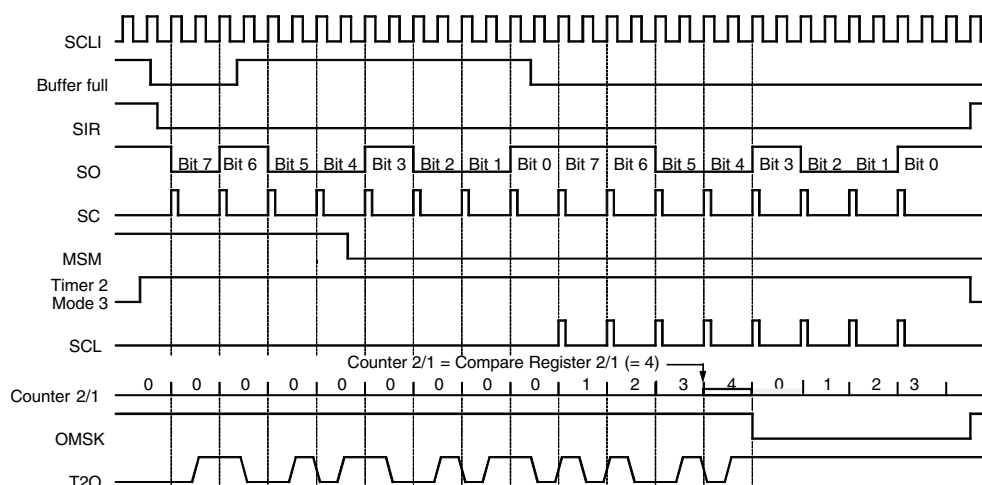 SCLI
Buffer full
SIR
SO Bit 7 Bit 6 Bit 5 Bit 4 Bit 3 Bit 2 Bit 1 Bit 0 Bit 7 Bit 6 Bit 5 Bit 4 Bit 3 Bit 2 Bit 1 Bit 0
SC
MSM
Timer 2
Mode 3
SCL
Counter 2/1 = Compare Register 2/1 (= 4)
Counter 2/1 0 0 0 0 0 0 0 0 0 1 2 3 4 0 1 2 3
OMSK
T2O